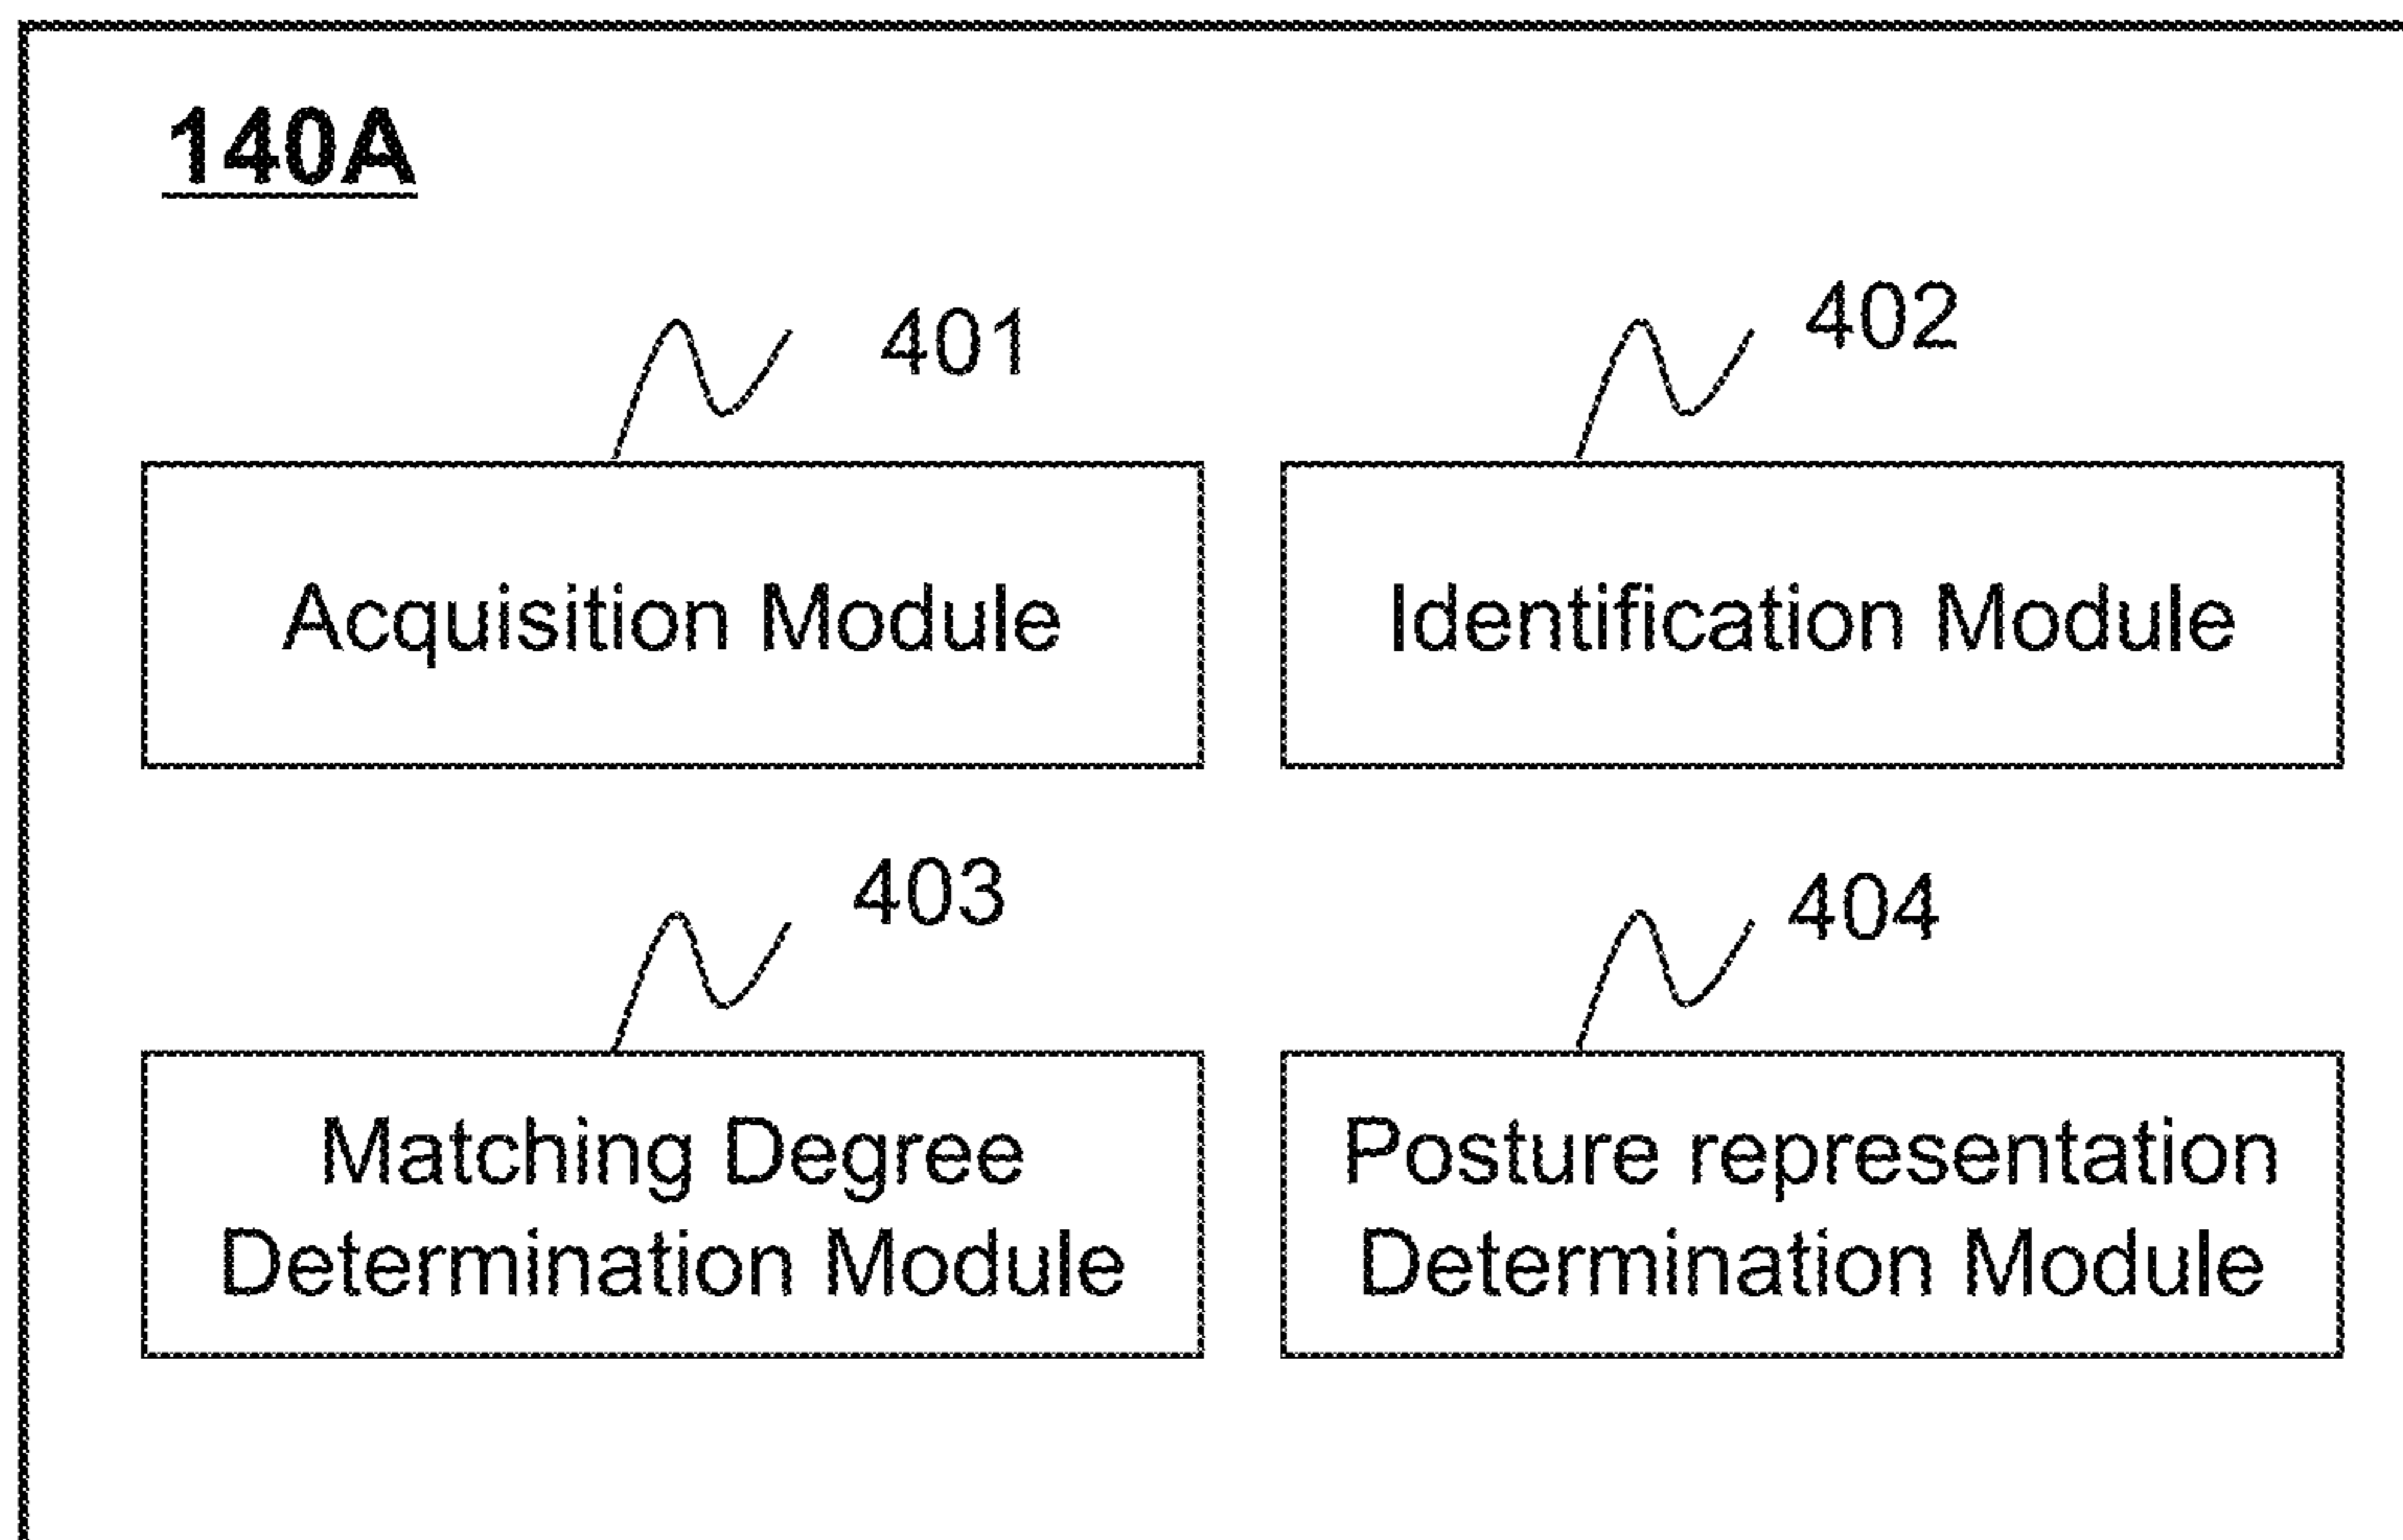 140A
401
402
Acquisition Module
Identification Module
403
404
Matching Degree
Determination Module
Posture representation
Determination Module